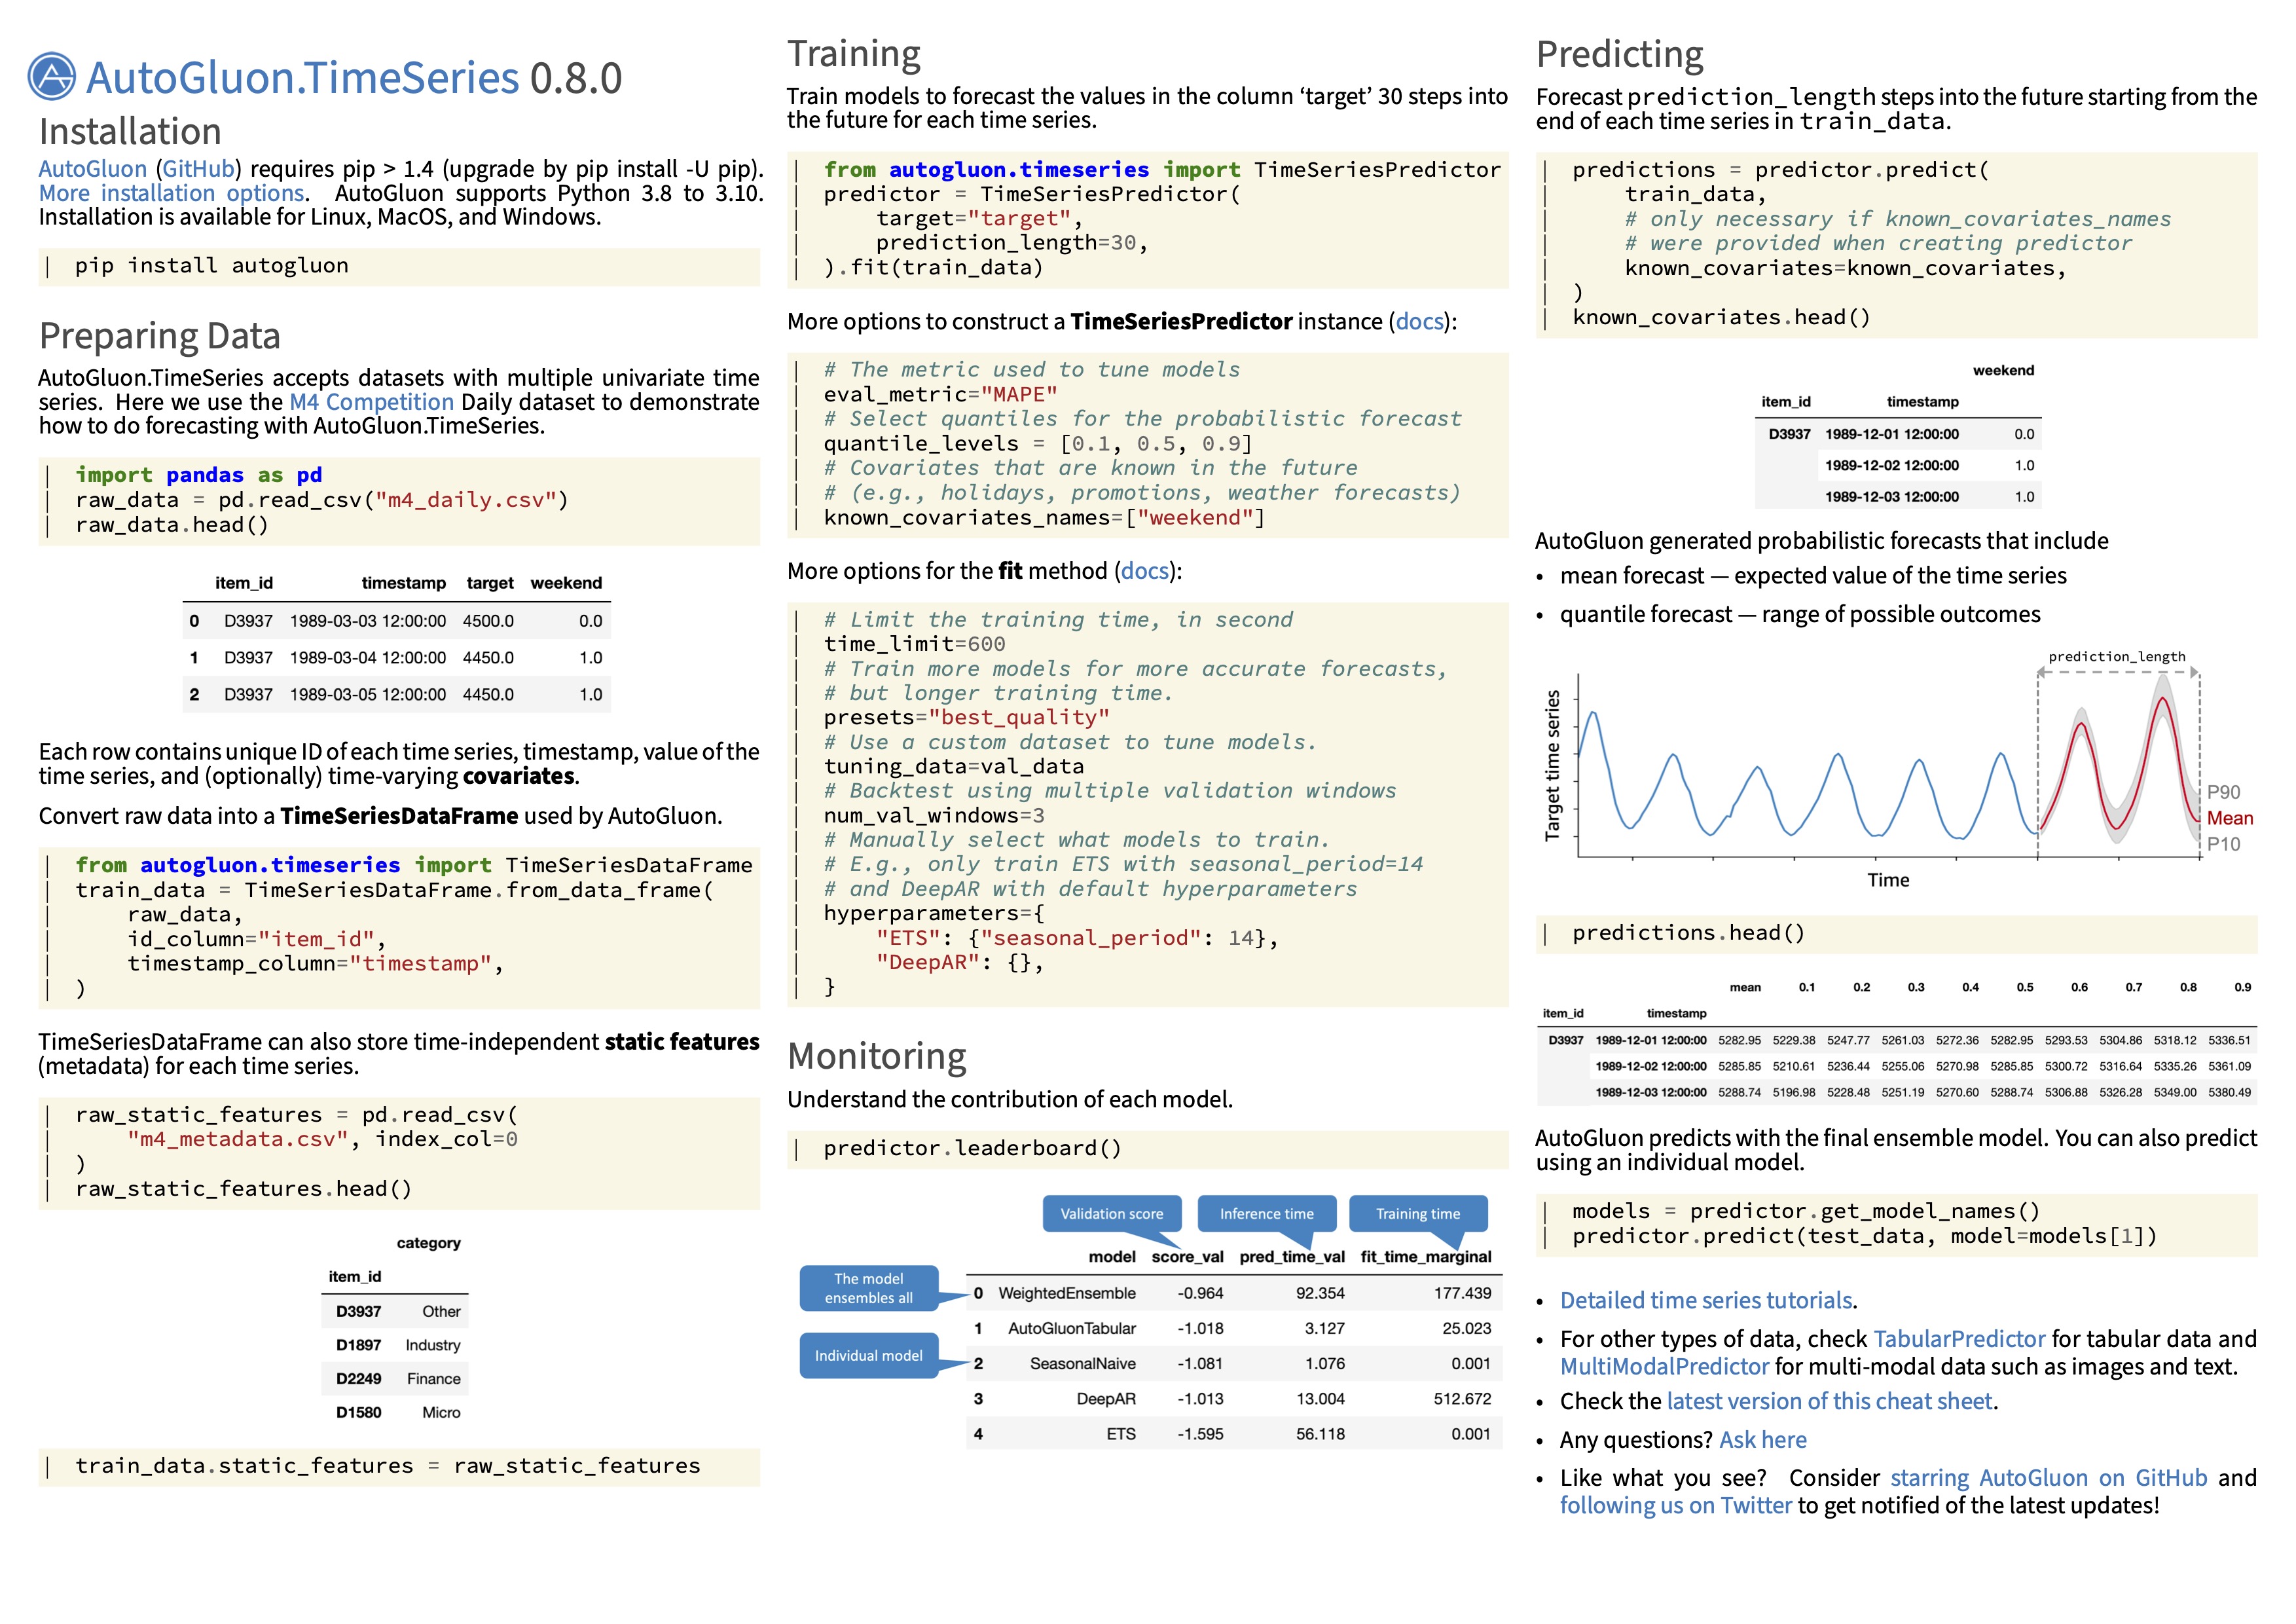 AutoGluon.TimeSeries 0.8.0
Installation
AutoGluon (GitHub) requires pip > 1.4 (upgrade by pip install -U pip).
More installation options. AutoGluon supports Python 3.8 to 3.10.
Installation is available for Linux, MacOS, and Windows.
| pip install autogluon
Preparing Data
AutoGluon.TimeSeries accepts datasets with multiple univariate time
series. Here we use the M4 Competition Daily dataset to demonstrate
how to do forecasting with AutoGluon.TimeSeries.
| import pandas as pd
| raw_data = pd.read_csv("m4_daily.csv")
| raw_data.head()
item_id timestamp target weekend
0 D3937 1989-03-03 12:00:00 4500.0 0.0
1 D3937 1989-03-04 12:00:00 4450.0 1.0
2 D3937 1989-03-05 12:00:00 4450.0 1.0
Each row contains unique ID of each time series, timestamp, value of the
time series, and (optionally) time-varying covariates.
Convert raw data into a TimeSeriesDataFrame used by AutoGluon.
| from autogluon.timeseries import TimeSeriesDataFrame
| train_data = TimeSeriesDataFrame.from_data_frame(
|     raw_data,
|     id_column="item_id",
|     timestamp_column="timestamp",
| )
TimeSeriesDataFrame can also store time-independent static features
(metadata) for each time series.
| raw_static_features = pd.read_csv(
|     "m4_metadata.csv", index_col=0
| )
| raw_static_features.head()
category
item_id
D3937 Other
D1897 Industry
D2249 Finance
D1580 Micro
| train_data.static_features = raw_static_features
Training
Train models to forecast the values in the column ‘target’ 30 steps into
the future for each time series.
| from autogluon.timeseries import TimeSeriesPredictor
| predictor = TimeSeriesPredictor(
|     target="target",
|     prediction_length=30,
| ).fit(train_data)
More options to construct a TimeSeriesPredictor instance (docs):
| # The metric used to tune models
| eval_metric="MAPE"
| # Select quantiles for the probabilistic forecast
| quantile_levels = [0.1, 0.5, 0.9]
| # Covariates that are known in the future
| # (e.g., holidays, promotions, weather forecasts)
| known_covariates_names=["weekend"]
More options for the fit method (docs):
| # Limit the training time, in second
| time_limit=600
| # Train more models for more accurate forecasts,
| # but longer training time.
| presets="best_quality"
| # Use a custom dataset to tune models.
| tuning_data=val_data
| # Backtest using multiple validation windows
| num_val_windows=3
| # Manually select what models to train.
| # E.g., only train ETS with seasonal_period=14
| # and DeepAR with default hyperparameters
| hyperparameters={
|     "ETS": {"seasonal_period": 14},
|     "DeepAR": {},
| }
Monitoring
Understand the contribution of each model.
| predictor.leaderboard()
Validation score Inference time Training time
model score_val pred_time_val fit_time_marginal
The model
ensembles all
0 WeightedEnsemble -0.964 92.354 177.439
1 AutoGluonTabular -1.018 3.127 25.023
Individual model
2 SeasonalNaive -1.081 1.076 0.001
3 DeepAR -1.013 13.004 512.672
4 ETS -1.595 56.118 0.001
Predicting
Forecast prediction_length steps into the future starting from the
end of each time series in train_data.
| predictions = predictor.predict(
|     train_data,
|     # only necessary if known_covariates_names
|     # were provided when creating predictor
|     known_covariates=known_covariates,
| )
| known_covariates.head()
weekend
item_id timestamp
D3937 1989-12-01 12:00:00 0.0
1989-12-02 12:00:00 1.0
1989-12-03 12:00:00 1.0
AutoGluon generated probabilistic forecasts that include
• mean forecast — expected value of the time series
• quantile forecast — range of possible outcomes
prediction_length
Target time series
P90
Mean
P10
Time
| predictions.head()
mean 0.1 0.2 0.3 0.4 0.5 0.6 0.7 0.8 0.9
item_id timestamp
D3937 1989-12-01 12:00:00 5282.95 5229.38 5247.77 5261.03 5272.36 5282.95 5293.53 5304.86 5318.12 5336.51
1989-12-02 12:00:00 5285.85 5210.61 5236.44 5255.06 5270.98 5285.85 5300.72 5316.64 5335.26 5361.09
1989-12-03 12:00:00 5288.74 5196.98 5228.48 5251.19 5270.60 5288.74 5306.88 5326.28 5349.00 5380.49
AutoGluon predicts with the final ensemble model. You can also predict
using an individual model.
| models = predictor.get_model_names()
| predictor.predict(test_data, model=models[1])
• Detailed time series tutorials.
• For other types of data, check TabularPredictor for tabular data and
MultiModalPredictor for multi-modal data such as images and text.
• Check the latest version of this cheat sheet.
• Any questions? Ask here
• Like what you see? Consider starring AutoGluon on GitHub and
following us on Twitter to get notified of the latest updates!